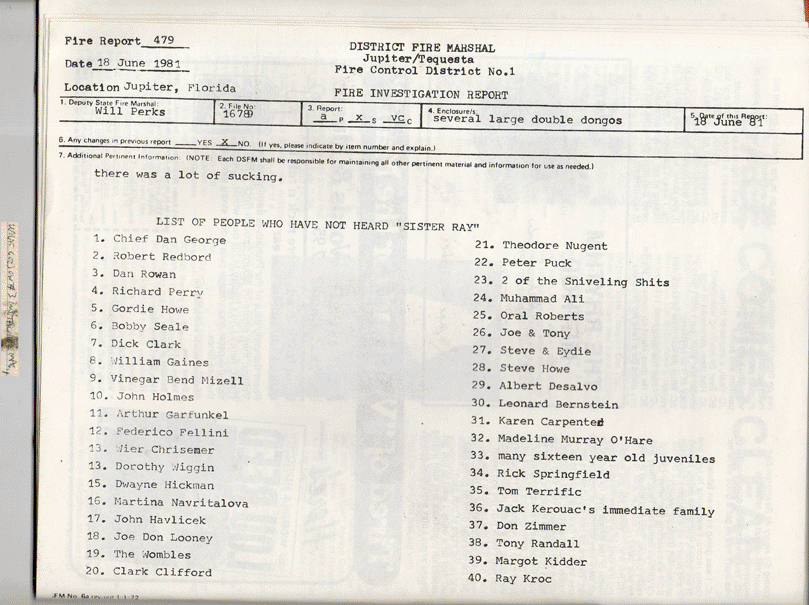 Fire Report 479
Date 18 June 1981
Location Jupiter, Florida
DISTRICT FIRE MARSHAL
Jupiter/Tequesta
Fire Control District No.1
FIRE INVESTIGATION REPORT
1. Deputy State Fire Marshal:
Will Perks
2. File No:
3. Report:
a P x S vc C
4. Enclosure/s
several large double dongos
5. Date of this Report:
18 June 81
6. Any changes in previous report YES X NO. (If yes, please indicate by item number and explain.)
7. Additional Pertinent Information: (NOTE: Each DSFM shall be responsible for maintaining all other pertinent material and information for use as needed.)
there was a lot of sucking.
LIST OF PEOPLE WHO HAVE NOT HEARD "SISTER RAY"
1. Chief Dan George
2. Robert Redbord
3. Dan Rowan
4. Richard Perry
5. Gordie Howe
6. Bobby Seale
7. Dick Clark
8. William Gaines
9. Vinegar Bend Mizell
10. John Holmes
11. Arthur Garfunkel
12. Federico Fellini
13. Wier Chrisemer
13. Dorothy Wiggin
15. Dwayne Hickman
16. Martina Navritalova
17. John Havlicek
18. Joe Don Looney
19. The Wombles
20. Clark Clifford
21. Theodore Nugent
22. Peter Puck
23. 2 of the Sniveling Shits
24. Muhammad Ali
25. Oral Roberts
26. Joe & Tony
27. Steve & Eydie
28. Steve Howe
29. Albert Desalvo
30. Leonard Bernstein
31. Karen Carpenter
32. Madeline Murray O'Hare
33. many sixteen year old juveniles
34. Rick Springfield
35. Tom Terrific
36. Jack Kerouac's immediate family
37. Don Zimmer
38. Tony Randall
39. Margot Kidder
40. Ray Kroc